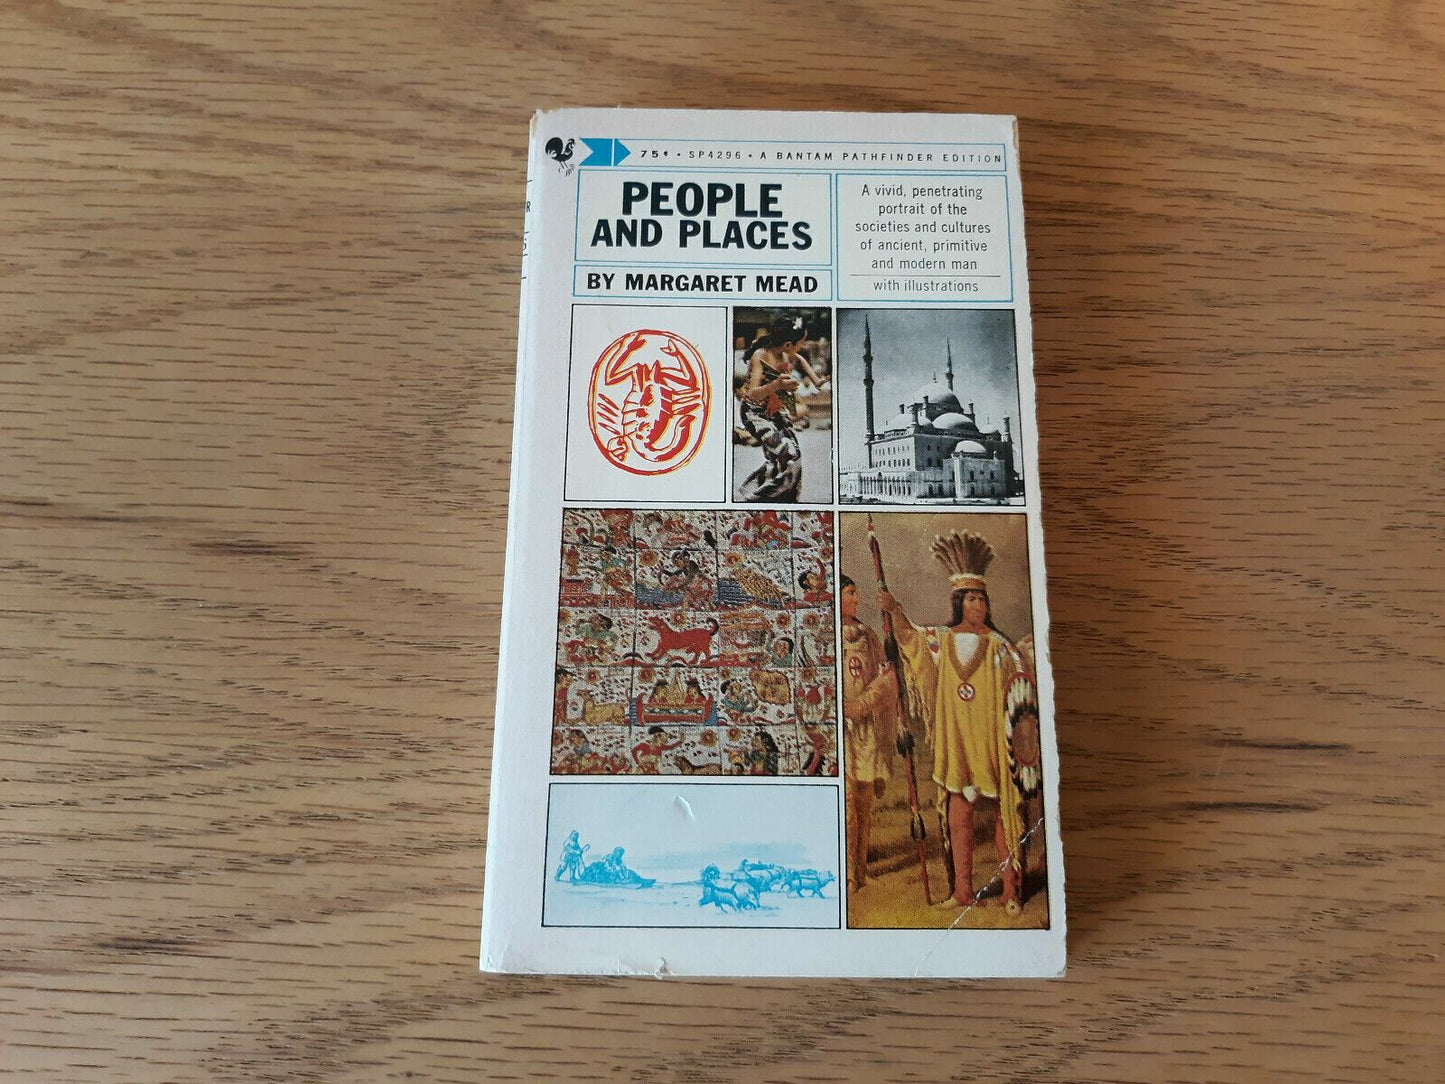 75¢ • SP4296 • A BANTAM PATHFINDER EDITION
PEOPLE
AND PLACES
BY MARGARET MEAD
A vivid, penetrating
portrait of the
societies and cultures
of ancient, primitive
and modern man
with illustrations